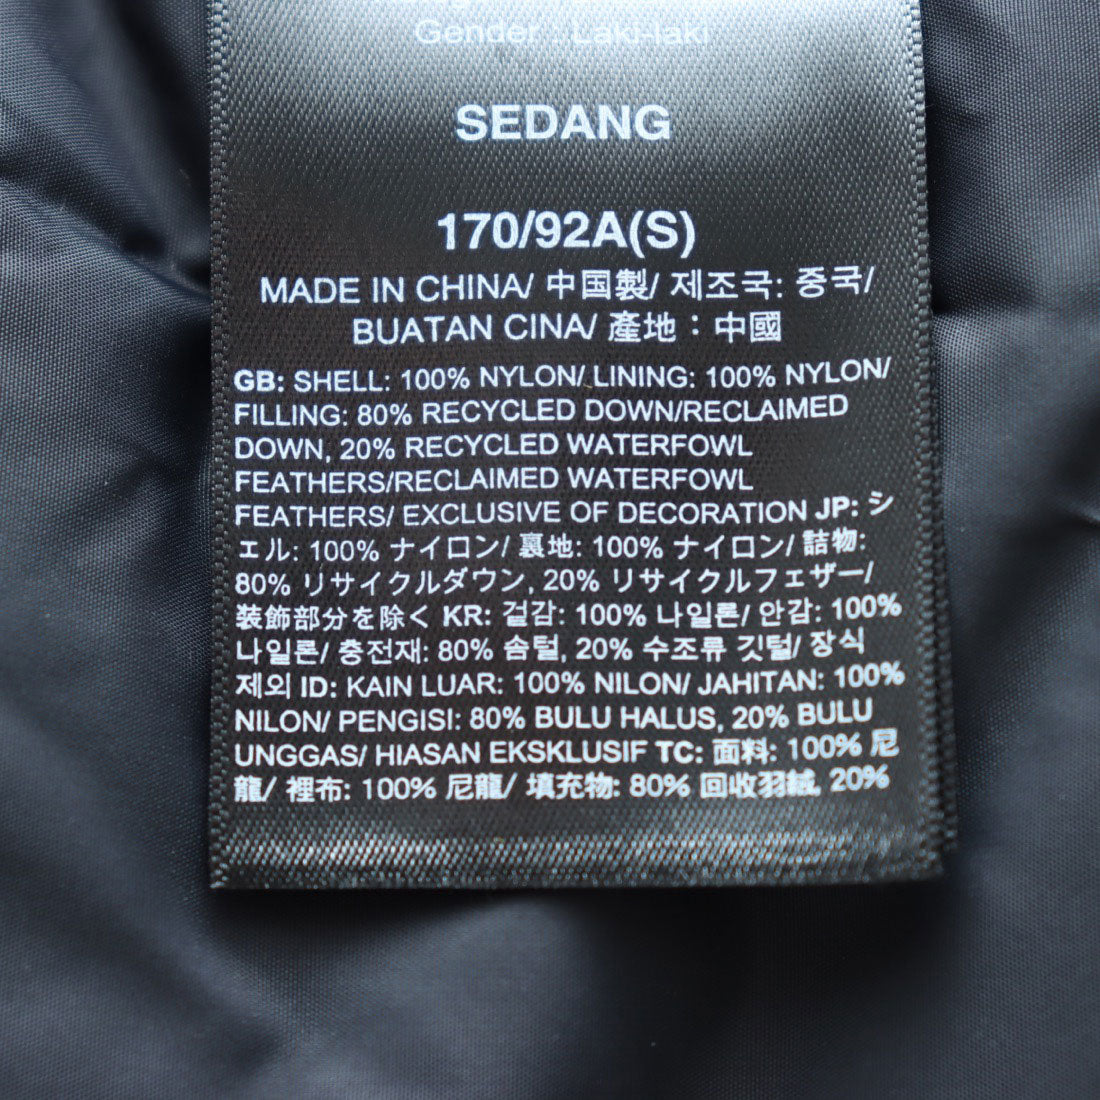 Gender : Laki-laki
SEDANG
170/92A(S)
MADE IN CHINA/ 中国製/ 제조국: 중국/
BUATAN CINA/ 產地：中國
GB: SHELL: 100% NYLON/ LINING: 100% NYLON/
FILLING: 80% RECYCLED DOWN/RECLAIMED
DOWN, 20% RECYCLED WATERFOWL
FEATHERS/RECLAIMED WATERFOWL
FEATHERS/ EXCLUSIVE OF DECORATION JP: シ
ェル: 100% ナイロン/ 裏地: 100% ナイロン/ 詰物:
80% リサイクルダウン, 20% リサイクルフェザー/
装飾部分を除く KR: 겉감: 100% 나일론/ 안감: 100%
나일론/ 충전재: 80% 솜털, 20% 수조류 깃털/ 장식
제외 ID: KAIN LUAR: 100% NILON/ JAHITAN: 100%
NILON/ PENGISI: 80% BULU HALUS, 20% BULU
UNGGAS/ HIASAN EKSKLUSIF TC: 面料: 100% 尼
龍/ 裡布: 100% 尼龍/ 填充物: 80% 回收羽絨, 20%